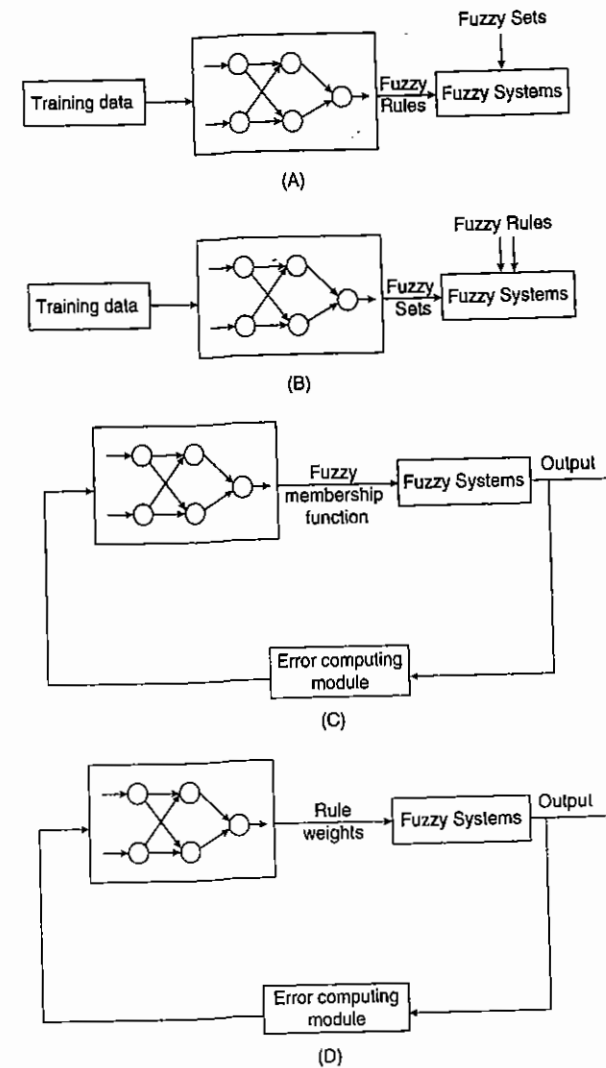 Fuzzy Sets
Training data
Fuzzy
Rules
Fuzzy Systems
(A)
Fuzzy Rules
Training data
Fuzzy
Sets
Fuzzy Systems
(B)
Fuzzy
membership
function
Fuzzy Systems
Output
Error computing
module
(C)
Rule
weights
Fuzzy Systems
Output
Error computing
module
(D)